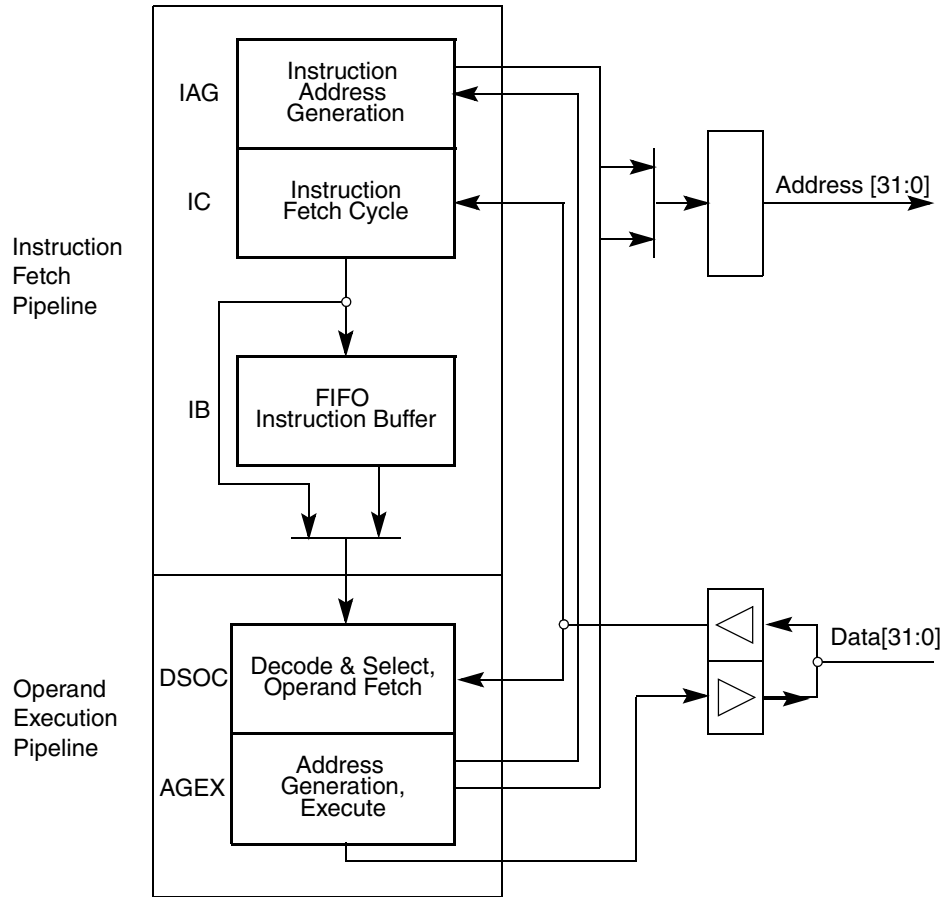 IAG
Instruction
Address
Generation
IC
Instruction
Fetch Cycle
Address [31:0]
Instruction
Fetch
Pipeline
IB
FIFO
Instruction Buffer
Data[31:0]
DSOC
Decode & Select,
Operand Fetch
Operand
Execution
Pipeline
AGEX
Address
Generation,
Execute